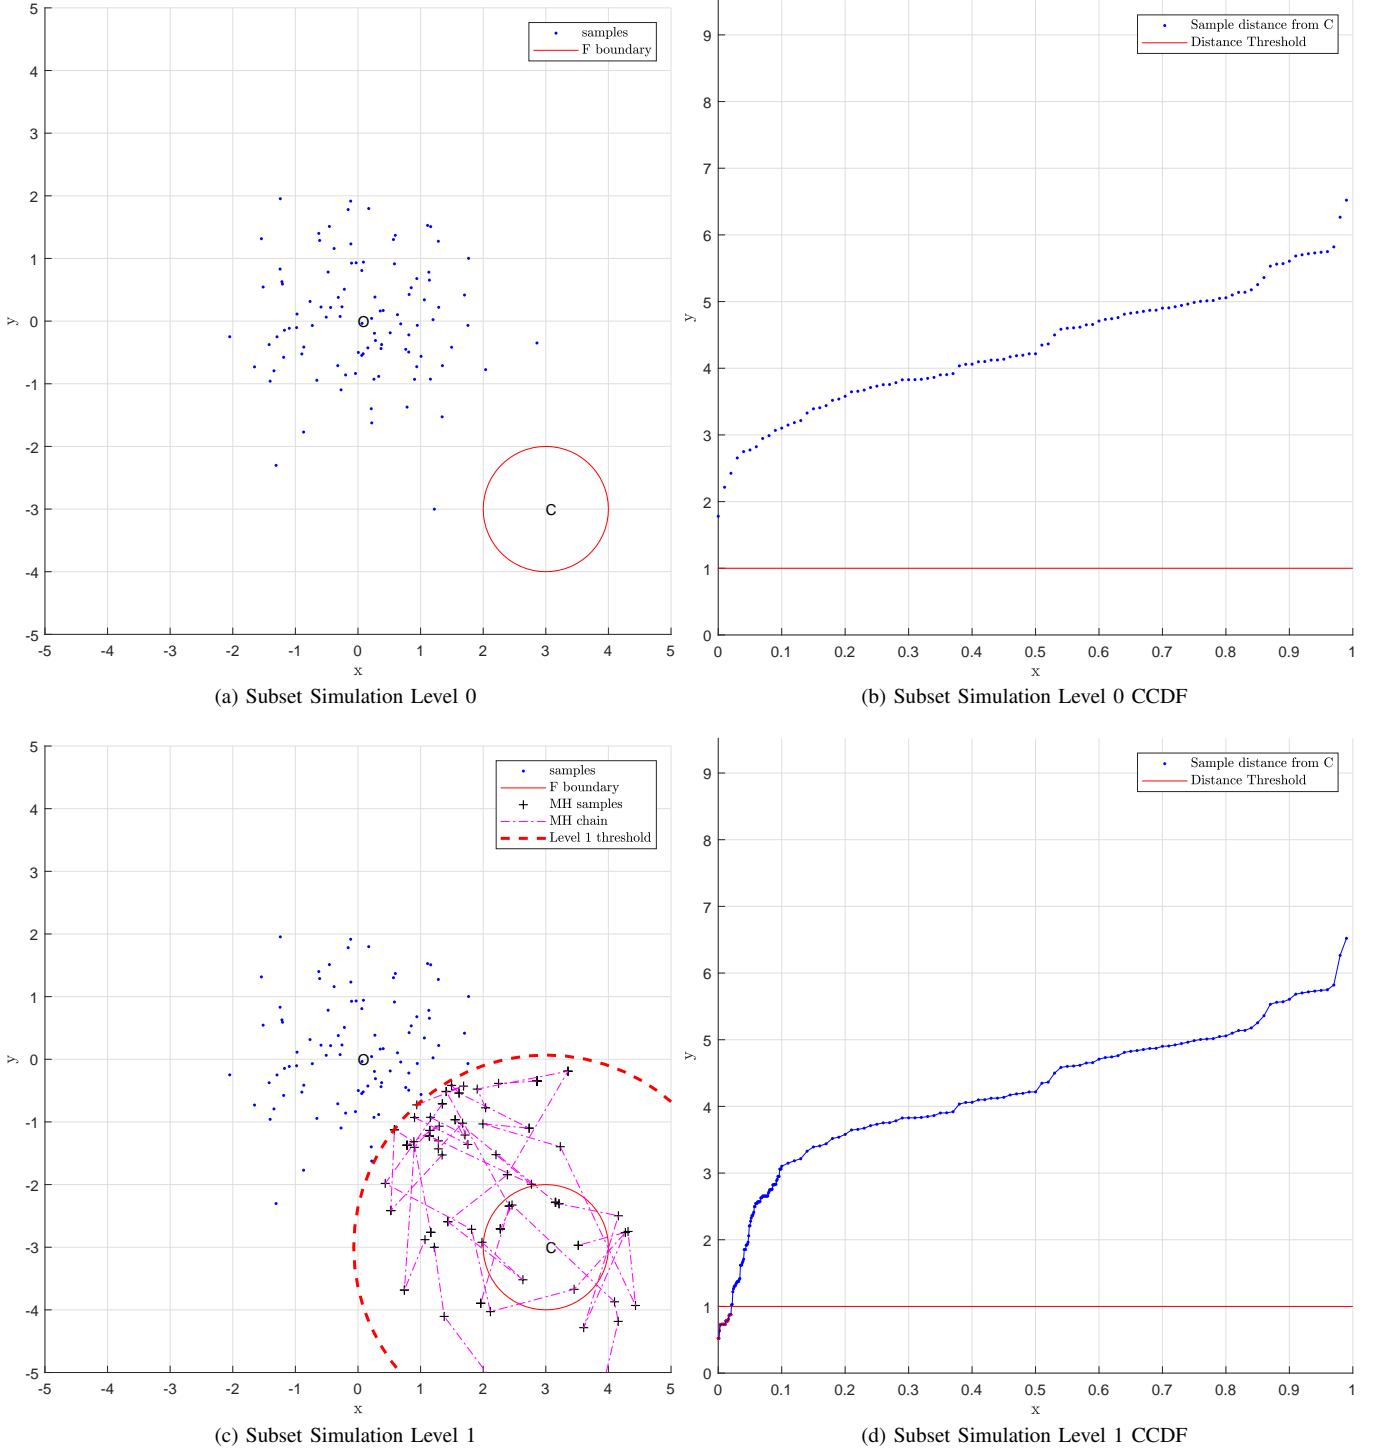 5
4
3
2
1
0
-1
-2
-3
-4
-5
y
samples
F boundary
O
C
-5 -4 -3 -2 -1 0 1 2 3 4 5
x
(a) Subset Simulation Level 0
9
8
7
6
5
4
3
2
1
0
y
Sample distance from C
Distance Threshold
0 0.1 0.2 0.3 0.4 0.5 0.6 0.7 0.8 0.9 1
x
(b) Subset Simulation Level 0 CCDF
5
4
3
2
1
0
-1
-2
-3
-4
-5
y
samples
F boundary
MH samples
MH chain
Level 1 threshold
O
C
-5 -4 -3 -2 -1 0 1 2 3 4 5
x
(c) Subset Simulation Level 1
9
8
7
6
5
4
3
2
1
0
y
Sample distance from C
Distance Threshold
0 0.1 0.2 0.3 0.4 0.5 0.6 0.7 0.8 0.9 1
x
(d) Subset Simulation Level 1 CCDF